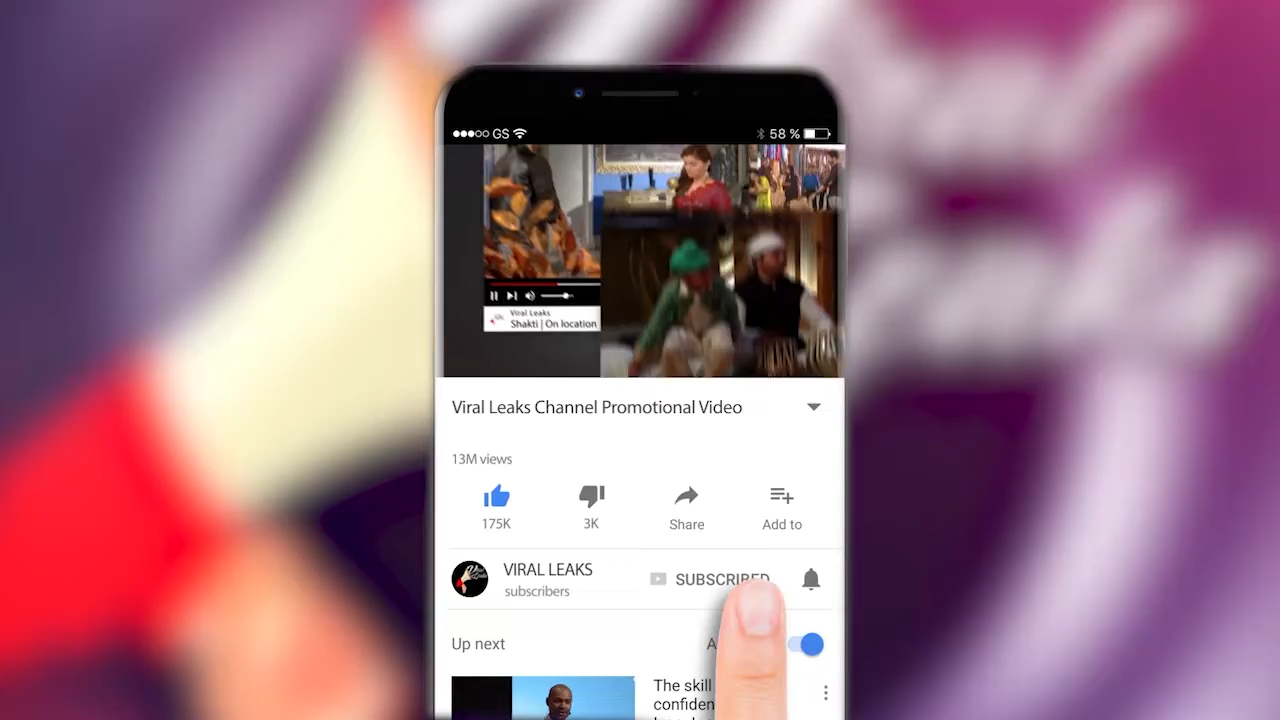 GS
58 %
Viral Leaks
Shakti | On location
Viral Leaks Channel Promotional Video
13M views
175K
3K
Share
Add to
VIRAL LEAKS
subscribers
SUBSCRIBED
Up next
The skill
confiden